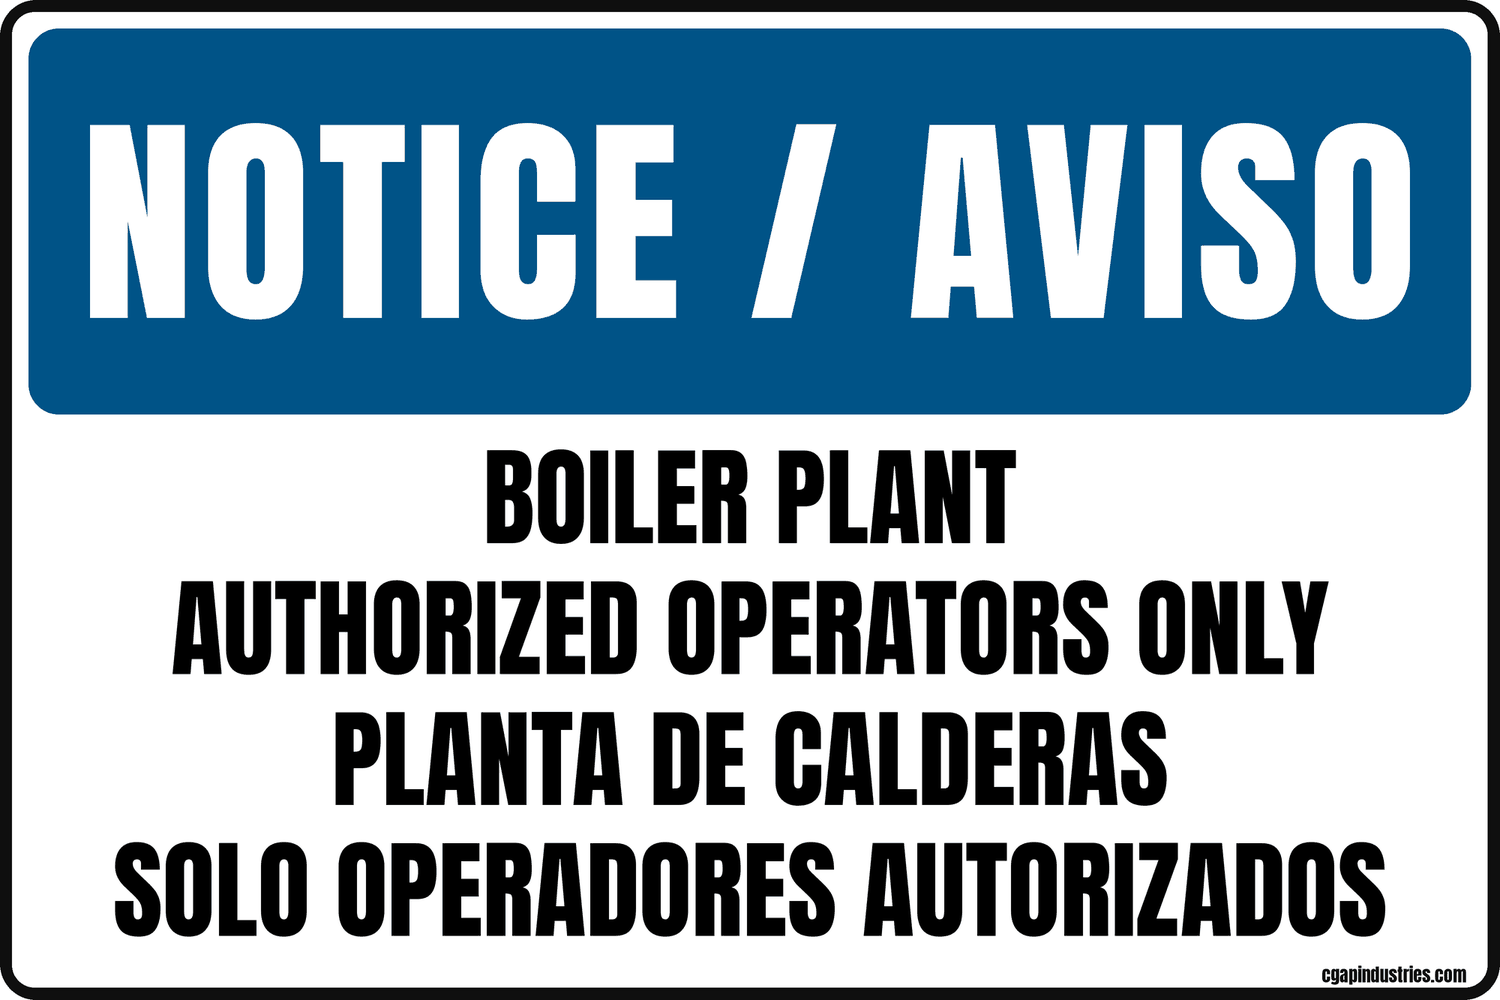 NOTICE / AVISO
BOILER PLANT
AUTHORIZED OPERATORS ONLY
PLANTA DE CALDERAS
SOLO OPERADORES AUTORIZADOS
cgapindustries.com